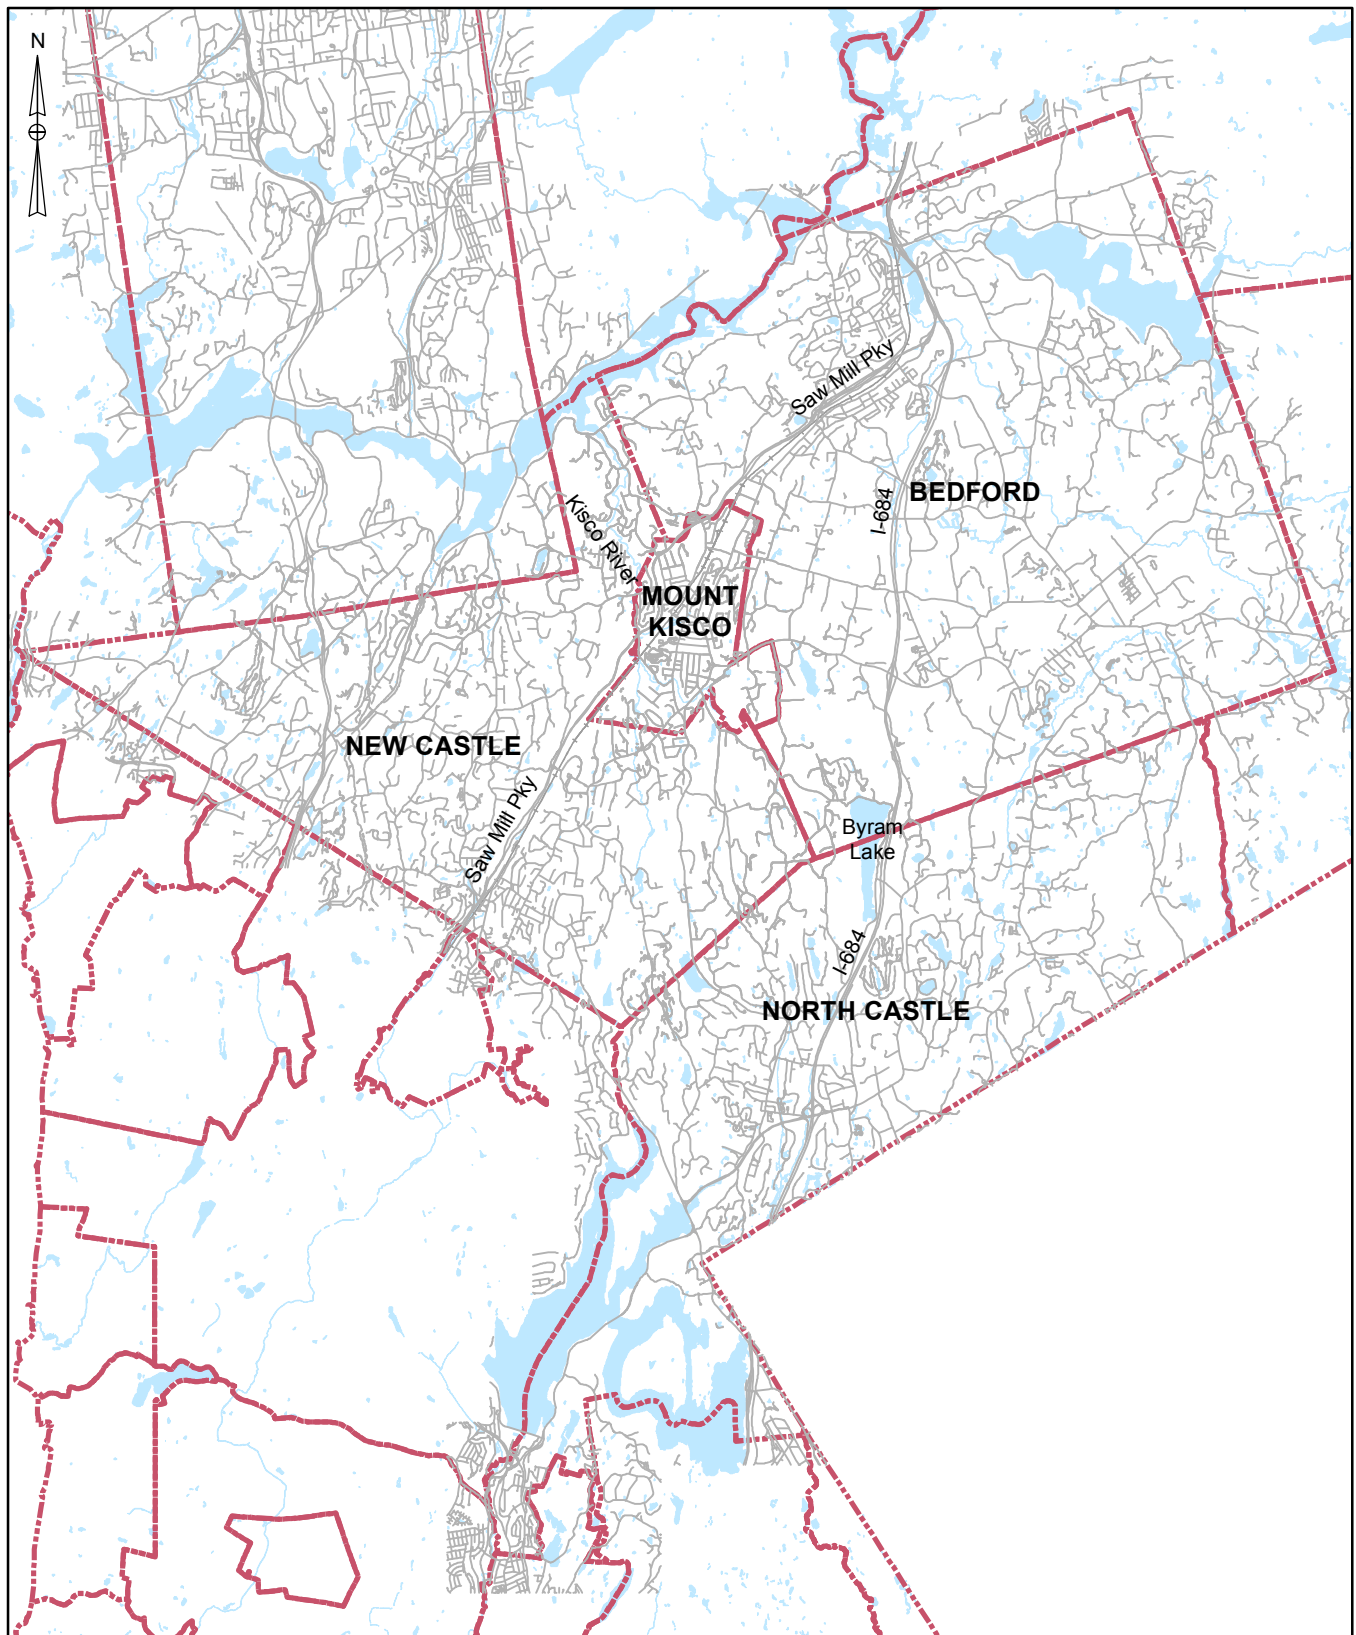 N
Saw Mill Pky
I-684
BEDFORD
Kisco River
MOUNT
KISCO
NEW CASTLE
Saw Mill Pky
Byram
Lake
I-684
NORTH CASTLE